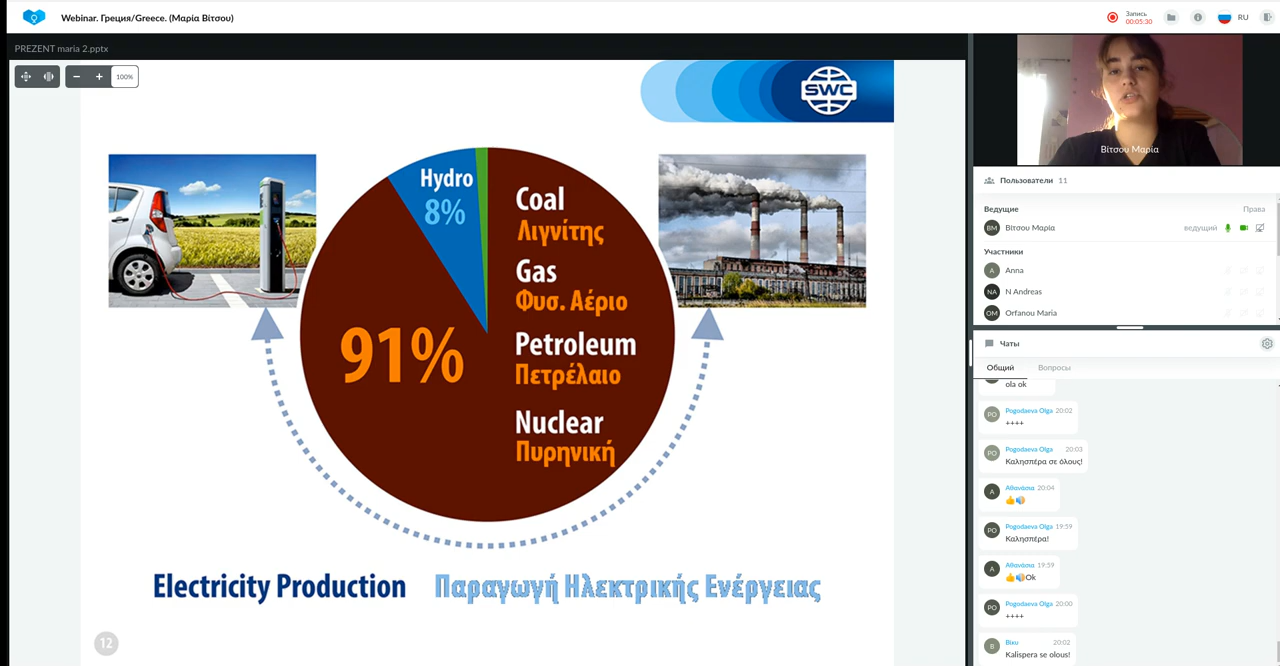 Webinar. Греция/Greece. (Марiа Вiтсоu)
Запись
00:05:30
RU
PREZENT maria 2.pptx
100%
SWC
Hydro
8%
91%
Coal
Λιγνίτης
Gas
Φυσ. Αέριο
Petroleum
Πετρέλαιο
Nuclear
Πυρηνική
Electricity Production
Παραγωγή Ηλεκτρικής Ενέργειας
12
Βίτσου Μαρία
Пользователи 11
Ведущие
Права
ΒΜ
Βίτσου Μαρία
ведущий
Участники
A
Anna
NA
N Andreas
OM
Orfanou Maria
Чаты
Общий
Вопросы
ola ok
PO
Pogodaeva Olga 20:02
++++
PO
Pogodaeva Olga 20:03
Καλησπέρα σε όλους!
Α
Αθανάσια 20:04
👍
PO
Pogodaeva Olga 19:59
Καλησπέρα!
Α
Αθανάσια 19:59
👍Ok
PO
Pogodaeva Olga 20:00
++++
B
20:02
Kalispera se olous!